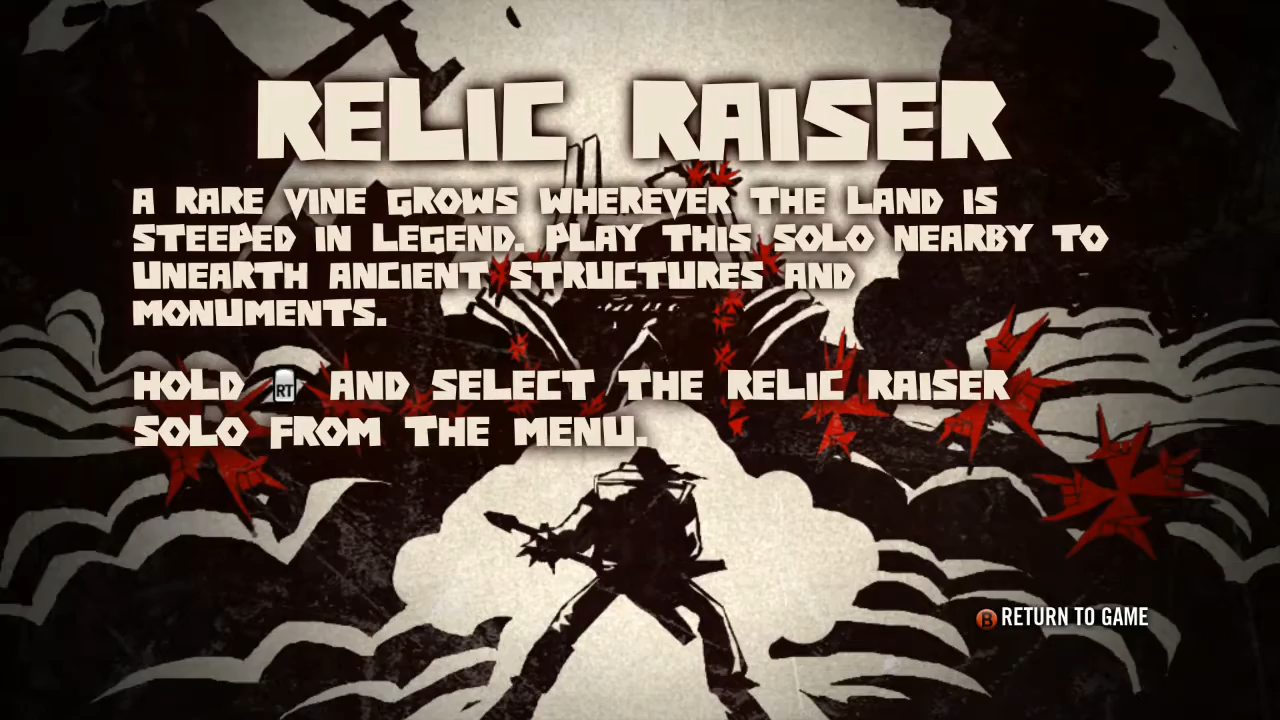 RELIC RAISER
A RARE VINE GROWS WHEREVER THE LAND IS
STEEPED IN LEGEND. PLAY THIS SOLO NEARBY TO
UNEARTH ANCIENT STRUCTURES AND
MONUMENTS.
HOLD RT AND SELECT THE RELIC RAISER
SOLO FROM THE MENU.
B RETURN TO GAME